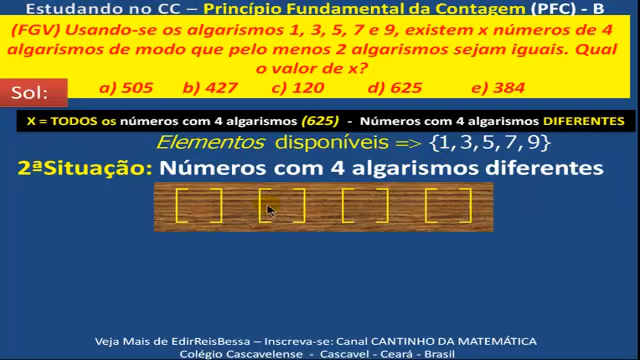 Estudando no CC – Princípio Fundamental da Contagem (PFC) - B
(FGV) Usando-se os algarismos 1, 3, 5, 7 e 9, existem x números de 4
algarismos de modo que pelo menos 2 algarismos sejam iguais. Qual
o valor de x?
Sol:
a) 505 b) 427 c) 120 d) 625 e) 384
X = TODOS os números com 4 algarismos (625) - Números com 4 algarismos DIFERENTES
Elementos disponíveis => {1, 3, 5, 7, 9}
2ªSituação: Números com 4 algarismos diferentes
[ ] [ ] [ ] [ ]
Veja Mais de EdirReisBessa – Inscreva-se: Canal CANTINHO DA MATEMÁTICA
Colégio Cascavelense - Cascavel - Ceará - Brasil